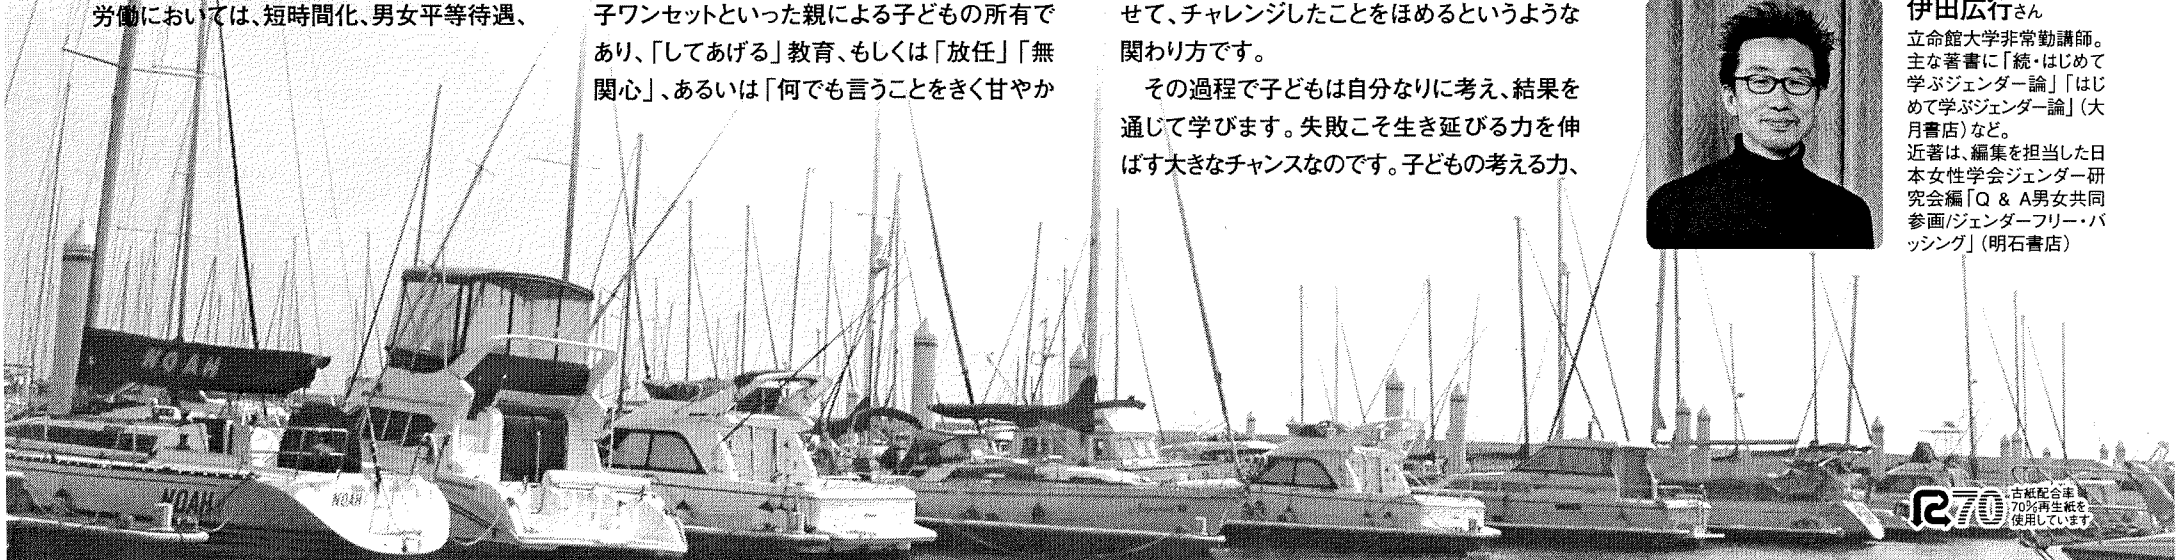 労働においては、短時間化、男女平等待遇、
子ワンセットといった親による子どもの所有で
あり、「してあげる」教育、もしくは「放任」「無
関心」、あるいは「何でも言うことをきく甘やか
せて、チャレンジしたことをほめるというような
関わり方です。
その過程で子どもは自分なりに考え、結果を
通じて学びます。失敗こそ生き延びる力を伸
ばす大きなチャンスなのです。子どもの考える力、
伊田広行さん
立命館大学非常勤講師。
主な著書に「続・はじめて
学ぶジェンダー論」「はじ
めて学ぶジェンダー論」(大
月書店)など。
近著は、編集を担当した日
本女性学会ジェンダー研
究会編「Q & A男女共同
参画/ジェンダーフリー・バ
ッシング」(明石書店)
NOAH
NOAH
NOAH
R70
古紙配合率
70%再生紙を
使用しています